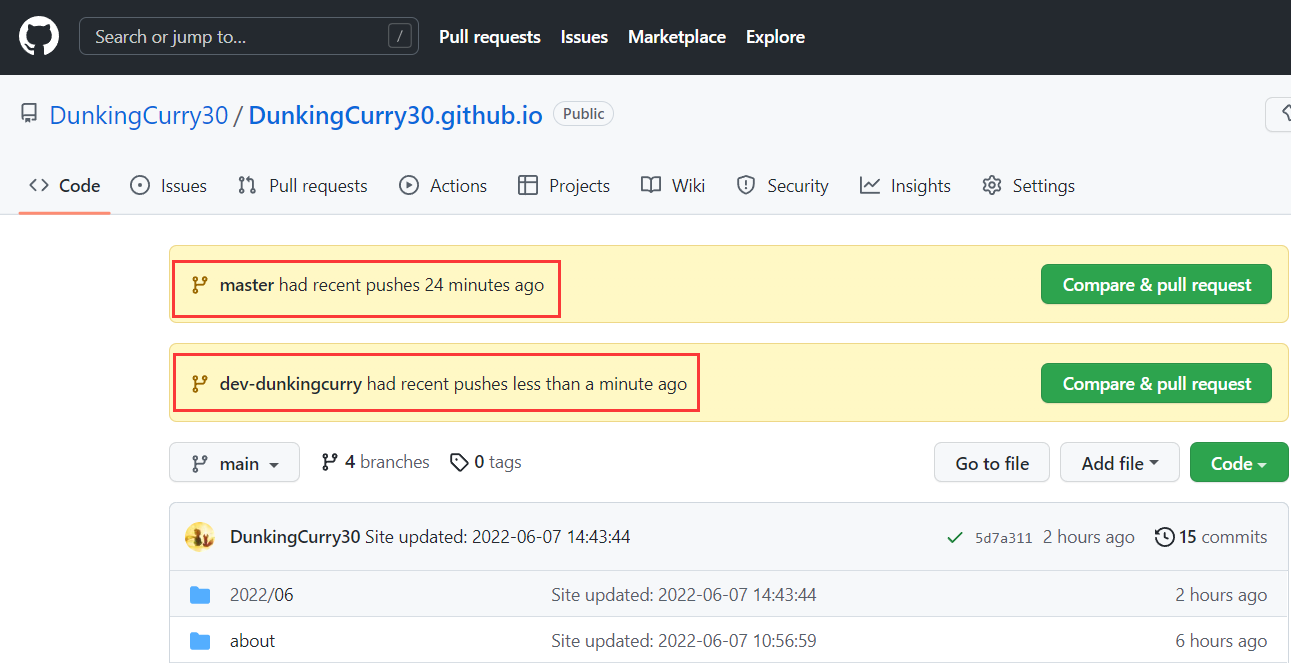 Search or jump to... /
Pull requests Issues Marketplace Explore
DunkingCurry30 / DunkingCurry30.github.io Public
Code Issues Pull requests Actions Projects Wiki Security Insights Settings
master had recent pushes 24 minutes ago Compare & pull request
dev-dunkingcurry had recent pushes less than a minute ago Compare & pull request
main 4 branches 0 tags Go to file Add file Code
DunkingCurry30 Site updated: 2022-06-07 14:43:44 5d7a311 2 hours ago 15 commits
2022/06 Site updated: 2022-06-07 14:43:44 2 hours ago
about Site updated: 2022-06-07 10:56:59 6 hours ago